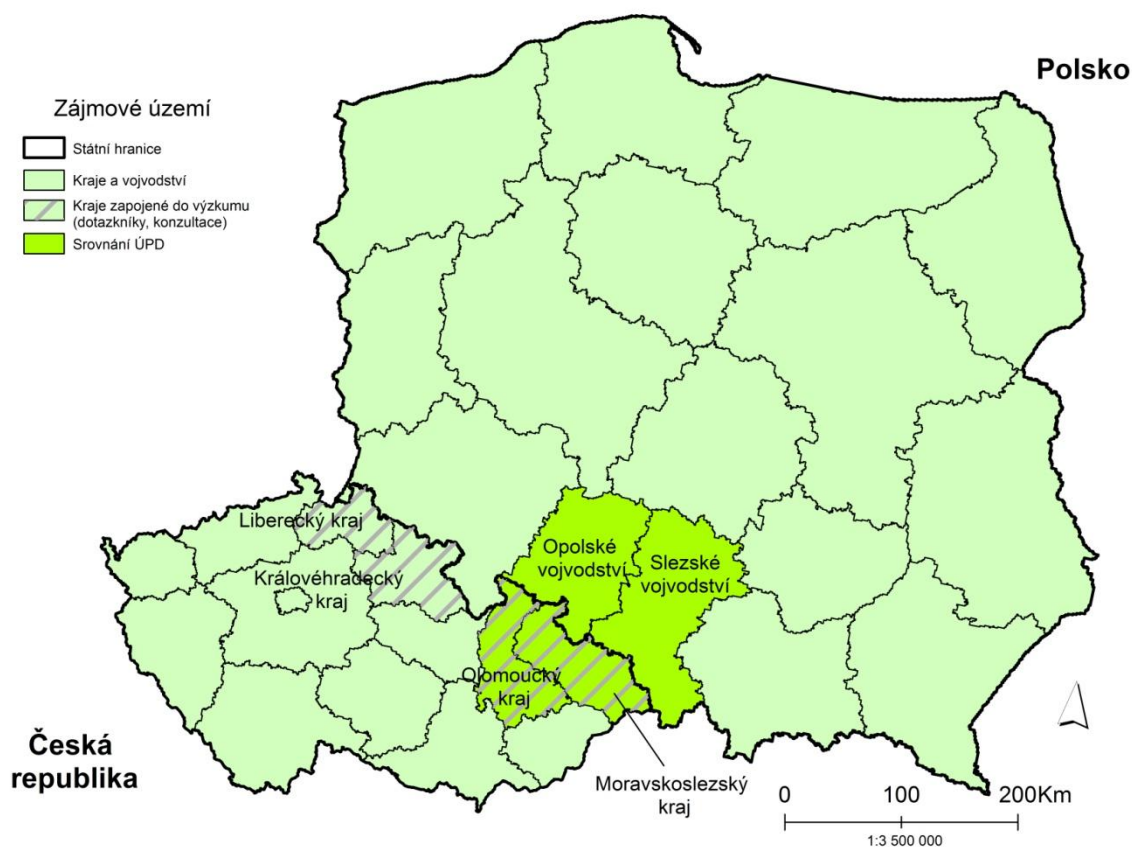 Polsko
Zájmové území
Státní hranice
Kraje a vojvodství
Kraje zapojené do výzkumu
(dotazkníky, konzultace)
Srovnání ÚPD
Liberecký kraj
Královéhradecký
kraj
Opolské
vojvodství
Slezské
vojvodství
Olomoucký
kraj
Česká
republika
Moravskoslezský
kraj
0 100 200Km
1:3 500 000